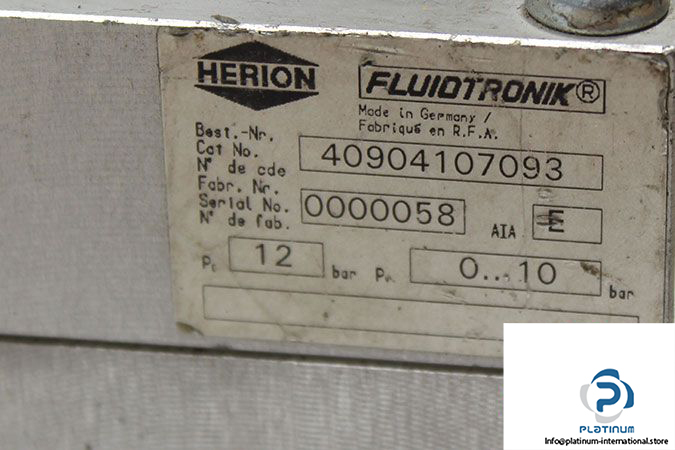 HERION
FLUIDTRONIK®
Made in Germany /
Fabriqué en R.F.A.
Best.-Nr.
Cat No.
N° de cde
40904107093
Fabr. Nr.
Serial No.
N° de fab.
0000058
AIA
E
12
bar
0...10
bar
P
PLATINUM
Info@platinum-international.store